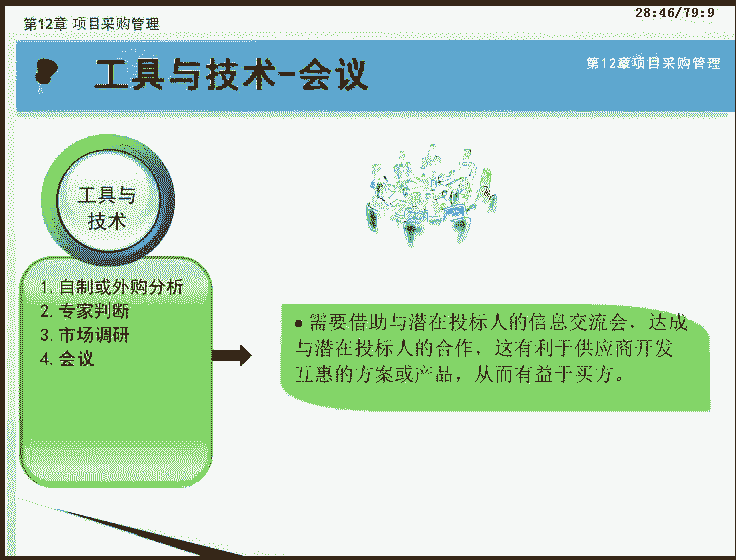 第12章 项目采购管理
28:46/79:9
工具与技术-会议
第12章项目采购管理
工具与
技术
1. 自制或外购分析
2. 专家判断
3. 市场调研
4. 会议
● 需要借助与潜在投标人的信息交流会，达成
与潜在投标人的合作，这有利于供应商开发
互惠的方案或产品，从而有益于买方。